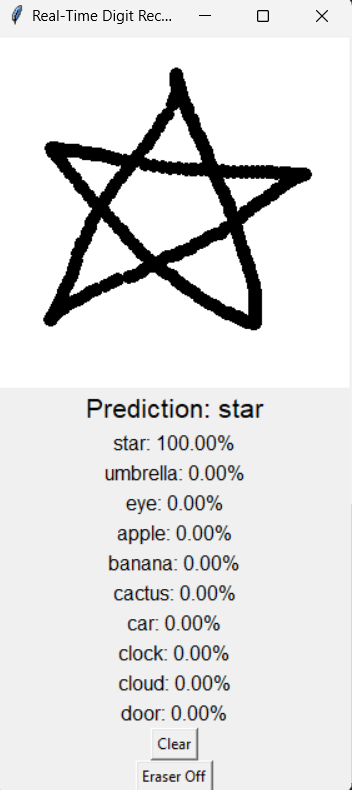 Real-Time Digit Rec...
Prediction: star
star: 100.00%
umbrella: 0.00%
eye: 0.00%
apple: 0.00%
banana: 0.00%
cactus: 0.00%
car: 0.00%
clock: 0.00%
cloud: 0.00%
door: 0.00%
Clear
Eraser Off